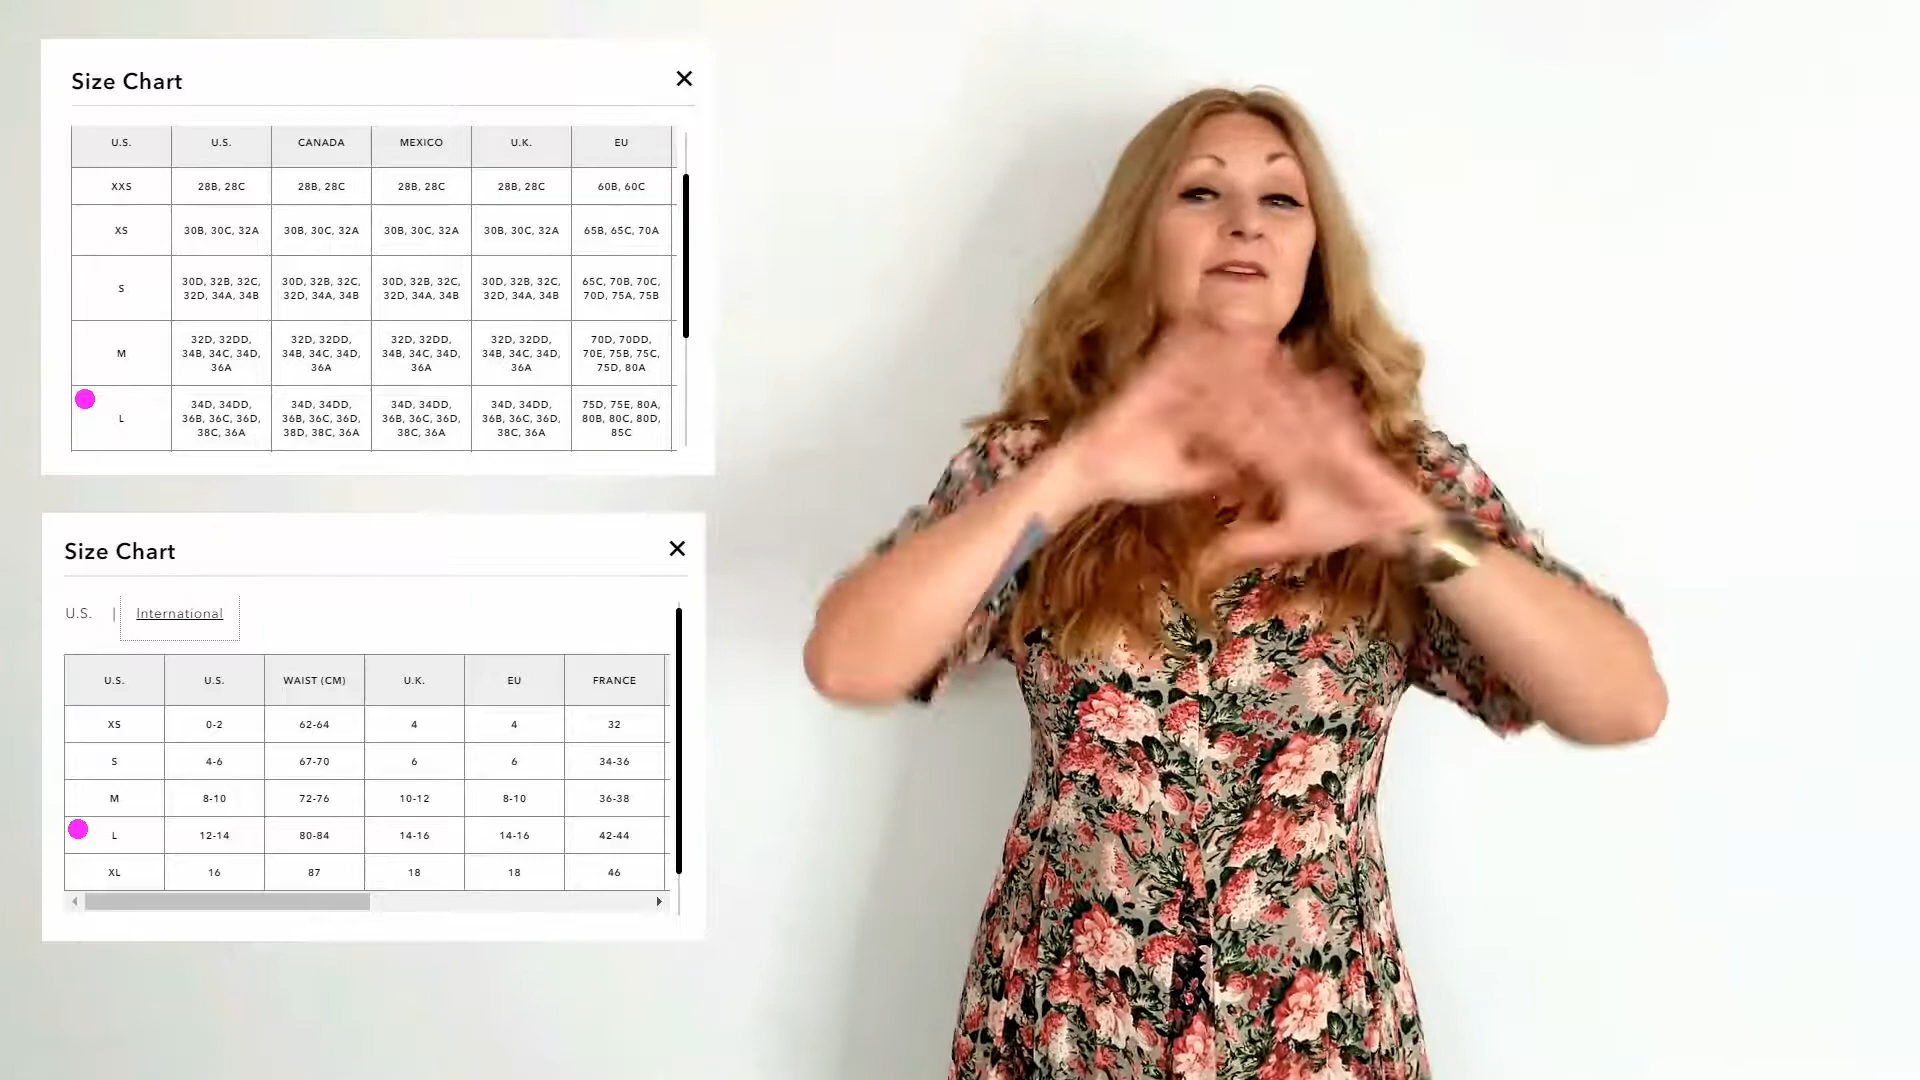 Size Chart
U.S. U.S. CANADA MEXICO U.K. EU
XXS 28B, 28C 28B, 28C 28B, 28C 28B, 28C 60B, 60C
XS 30B, 30C, 32A 30B, 30C, 32A 30B, 30C, 32A 30B, 30C, 32A 65B, 65C, 70A
30D, 32B, 32C, 30D, 32B, 32C, 30D, 32B, 32C, 30D, 32B, 32C, 65C, 70B, 70C,
S
32D, 34A, 34B 32D, 34A, 34B 32D, 34A, 34B 32D, 34A, 34B 70D, 75A, 75B
32D, 32DD, 32D, 32DD, 32D, 32DD, 32D, 32DD, 70D, 70DD,
M 34B, 34C, 34D, 34B, 34C, 34D, 34B, 34C, 34D, 34B, 34C, 34D, 70E, 75B, 75C,
36A 36A 36A 36A 75D, 80A
34D, 34DD, 34D, 34DD, 34D, 34DD, 34D, 34DD, 75D, 75E, 80A,
L 36B, 36C, 36D, 36B, 36C, 36D, 36B, 36C, 36D, 36B, 36C, 36D, 80B, 80C, 80D,
38C, 36A 38D, 38C, 36A 38C, 36A 38C, 36A 85C
Size Chart
U.S. | International
U.S. U.S. WAIST (CM) U.K. EU FRANCE
XS 0-2 62-64 4 4 32
S 4-6 67-70 6 6 34-36
M 8-10 72-76 10-12 8-10 36-38
L 12-14 80-84 14-16 14-16 42-44
XL 16 87 18 18 46